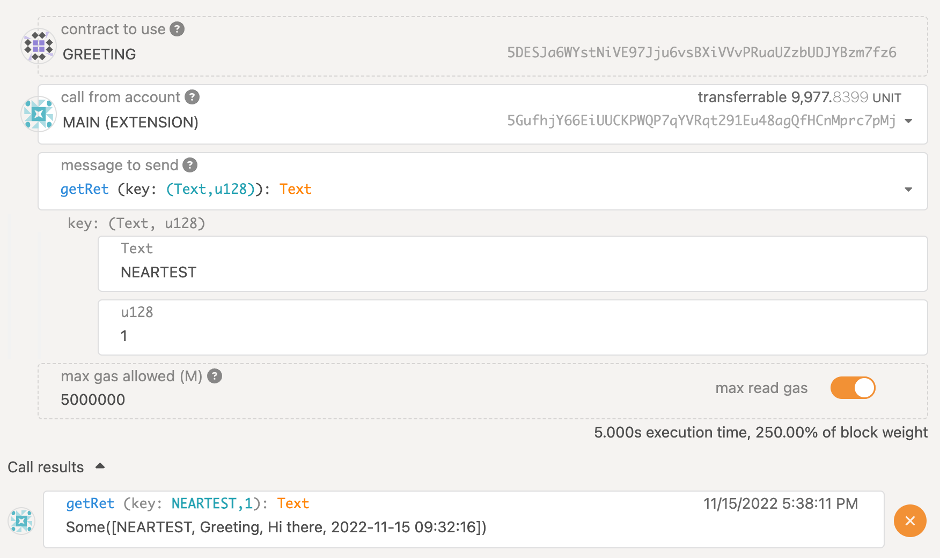 contract to use ?
GREETING 5DESJa6WYstNiVE97Jju6vsBXiVVvPRuaUZzbUDJYBzm7fz6
call from account ? transferrable 9,977.8399 UNIT
MAIN (EXTENSION) 5GufhjY66EiUUCKPWQP7qYVRqt291Eu48agQfHCnMprc7pMj
message to send ?
getRet (key: (Text,u128)): Text
key: (Text, u128)
Text
NEARTEST
u128
1
max gas allowed (M) ?
5000000
max read gas
5.000s execution time, 250.00% of block weight
Call results
getRet (key: NEARTEST,1): Text 11/15/2022 5:38:11 PM
Some([NEARTEST, Greeting, Hi there, 2022-11-15 09:32:16])